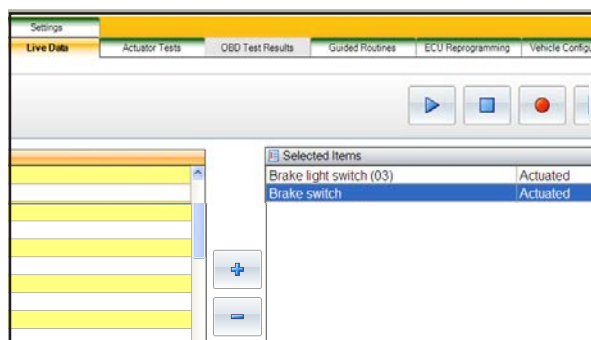 Settings
Live Data Actuator Tests OBD Test Results Guided Routines ECU Reprogramming Vehicle Configu
Selected Items
Brake light switch (03) Actuated
Brake switch Actuated